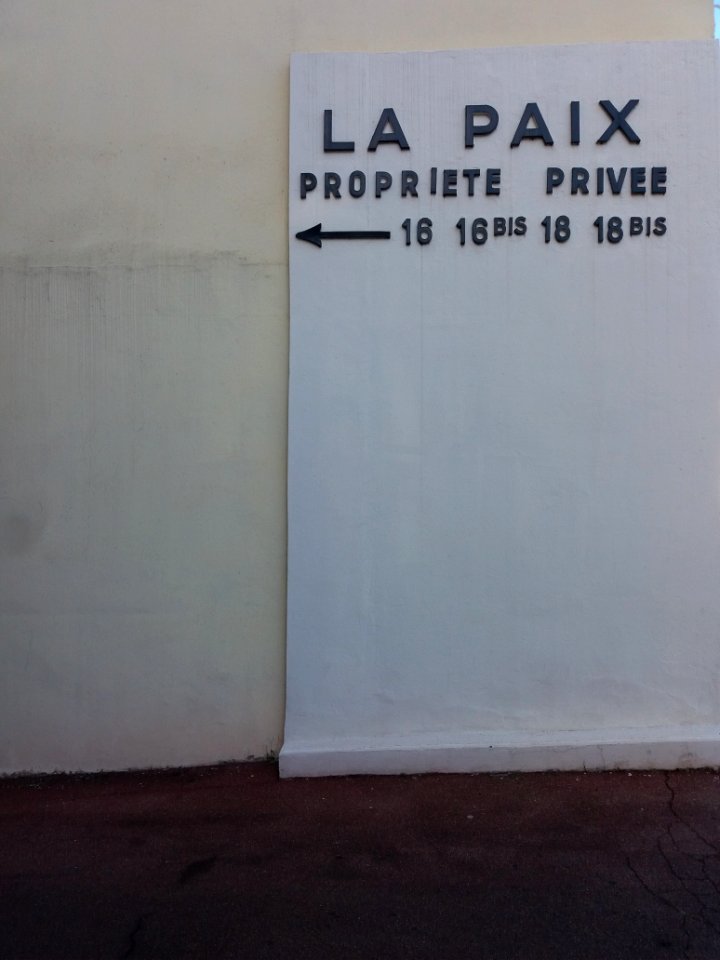 LA PAIX
PROPRIETE PRIVEE
← 16 16BIS 18 18BIS